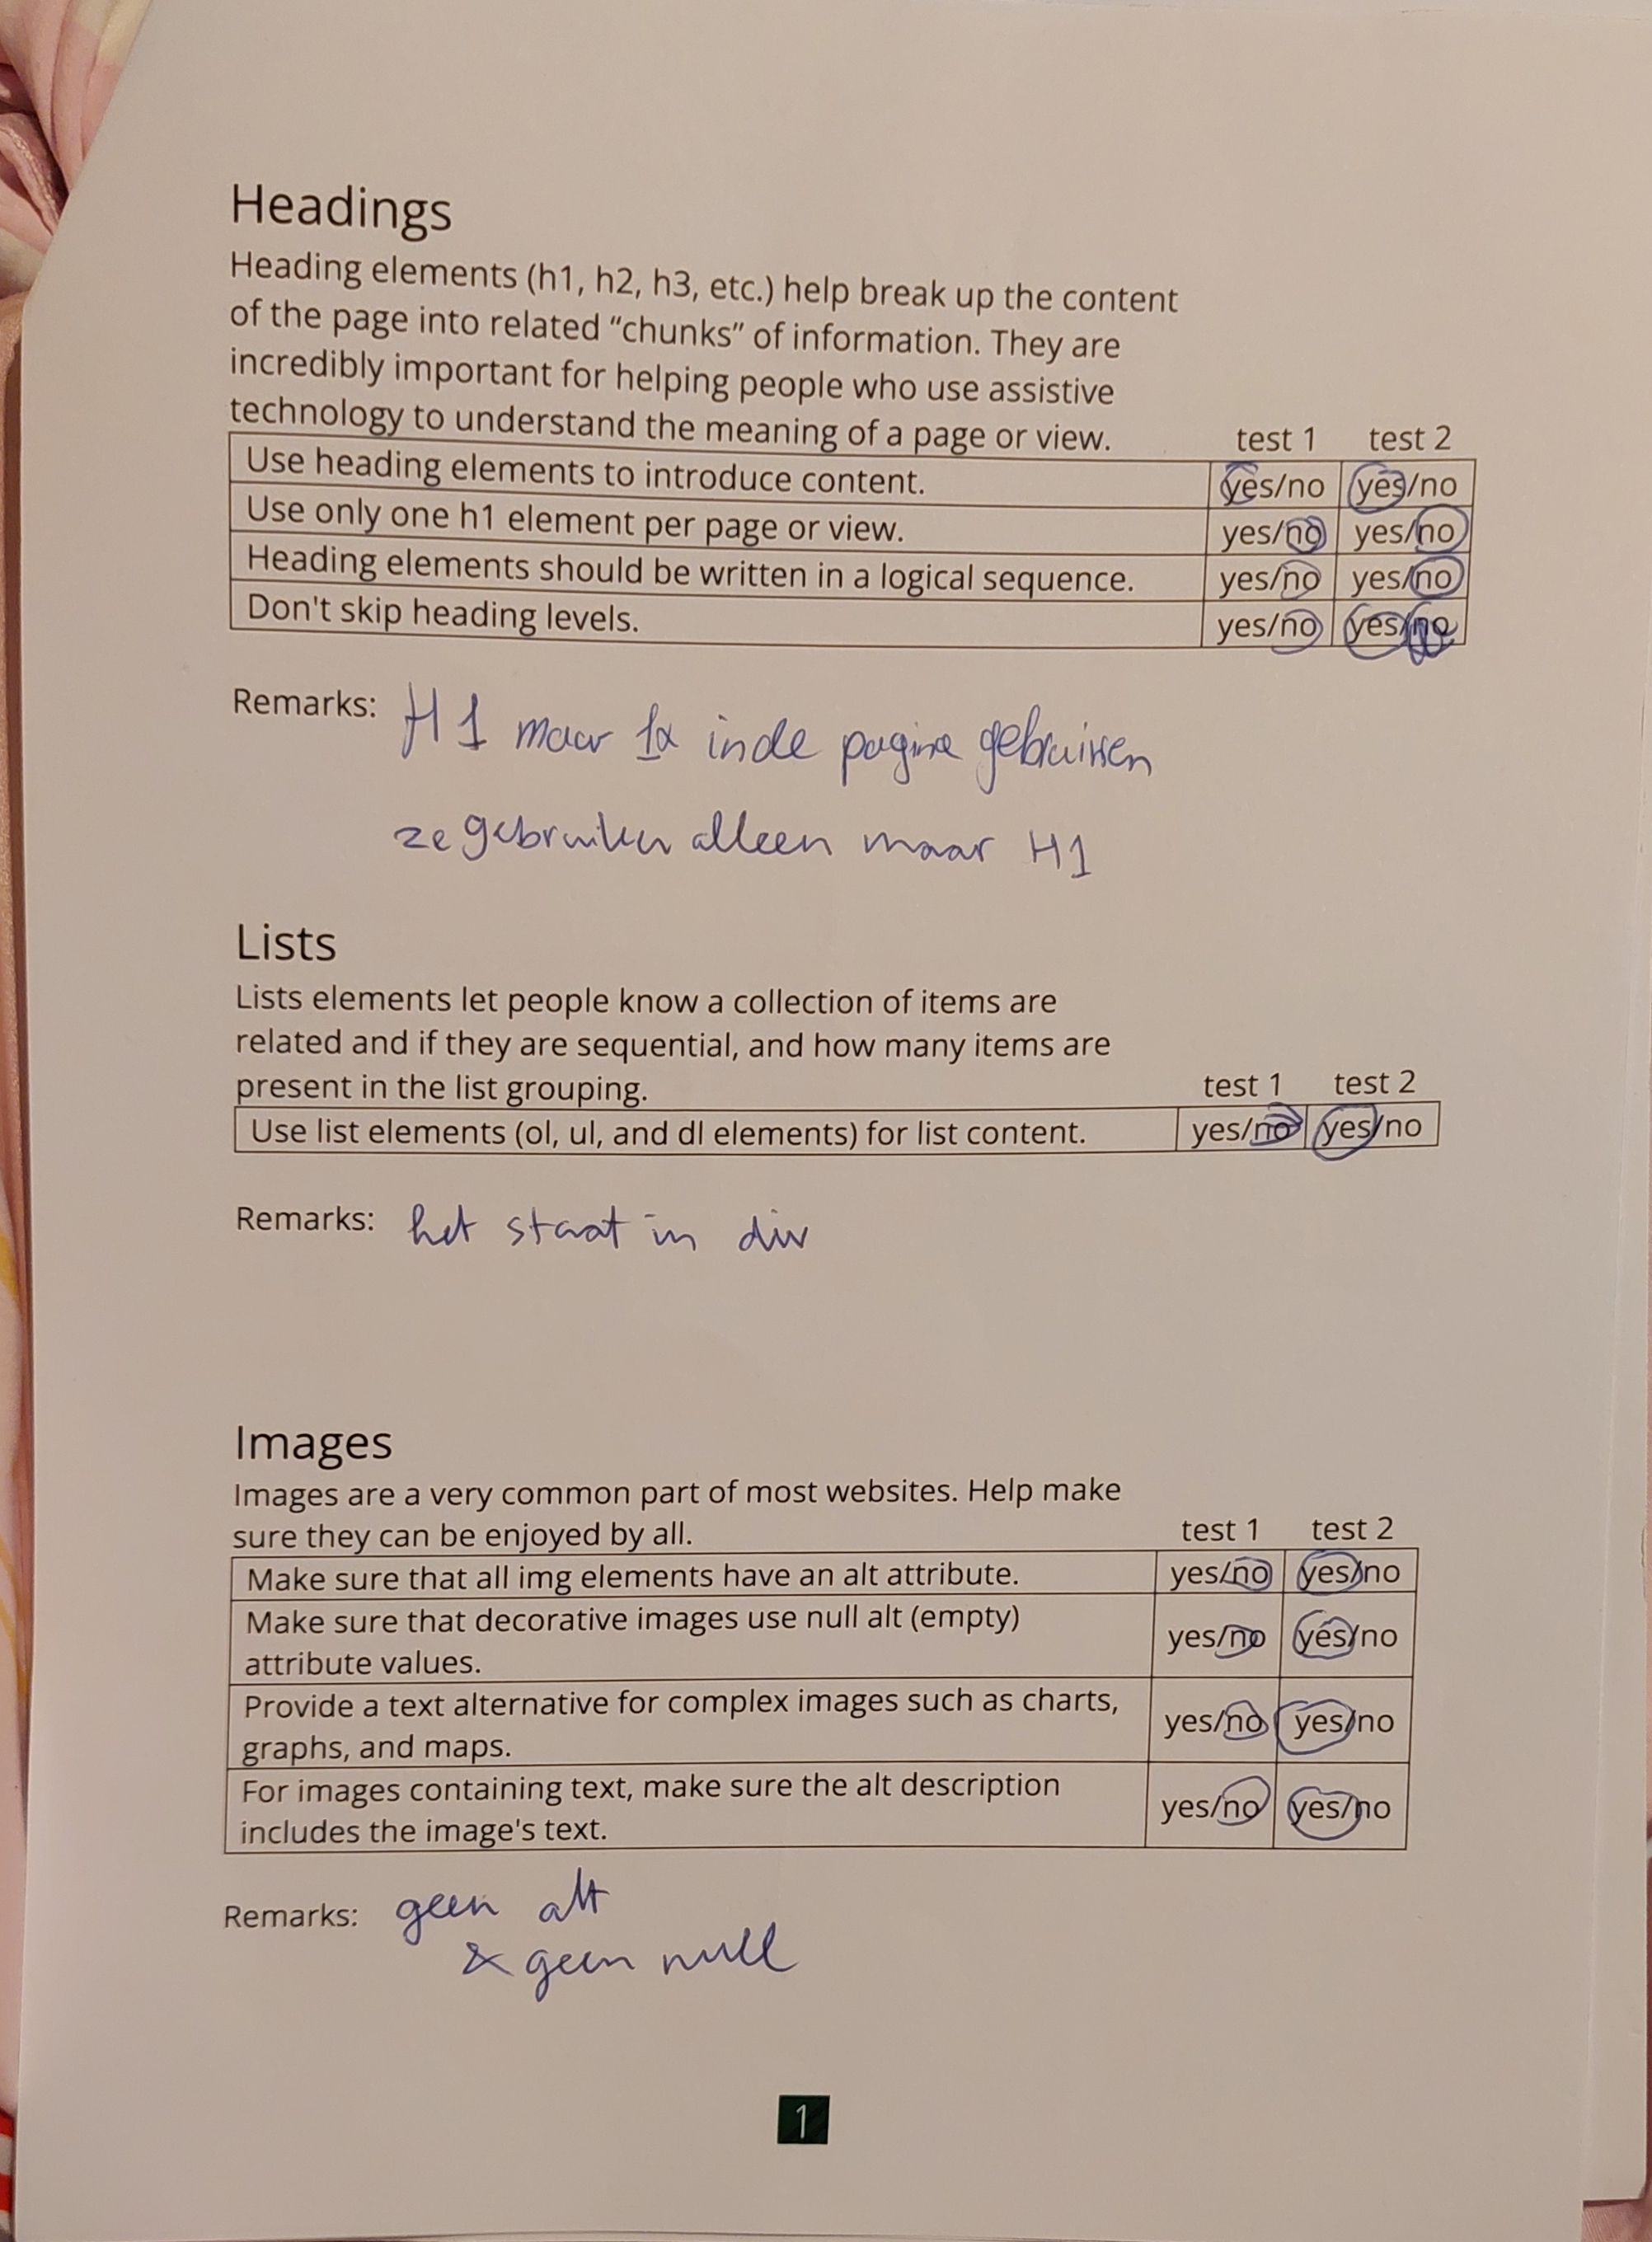 Headings
Heading elements (h1, h2, h3, etc.) help break up the content
of the page into related “chunks” of information. They are
incredibly important for helping people who use assistive
technology to understand the meaning of a page or view. test 1 test 2
Use heading elements to introduce content. yes/no yes/no
Use only one h1 element per page or view. yes/no yes/no
Heading elements should be written in a logical sequence. yes/no yes/no
Don't skip heading levels. yes/no yes/no
Remarks: H1 maar 1x in de pagina gebruiken
ze gebruiken alleen maar H1
Lists
Lists elements let people know a collection of items are
related and if they are sequential, and how many items are
present in the list grouping. test 1 test 2
Use list elements (ol, ul, and dl elements) for list content. yes/no yes/no
Remarks: het staat in div
Images
Images are a very common part of most websites. Help make
sure they can be enjoyed by all. test 1 test 2
Make sure that all img elements have an alt attribute. yes/no yes/no
Make sure that decorative images use null alt (empty)
attribute values. yes/no yes/no
Provide a text alternative for complex images such as charts,
graphs, and maps. yes/no yes/no
For images containing text, make sure the alt description
includes the image's text. yes/no yes/no
Remarks: geen alt
& geen null
1